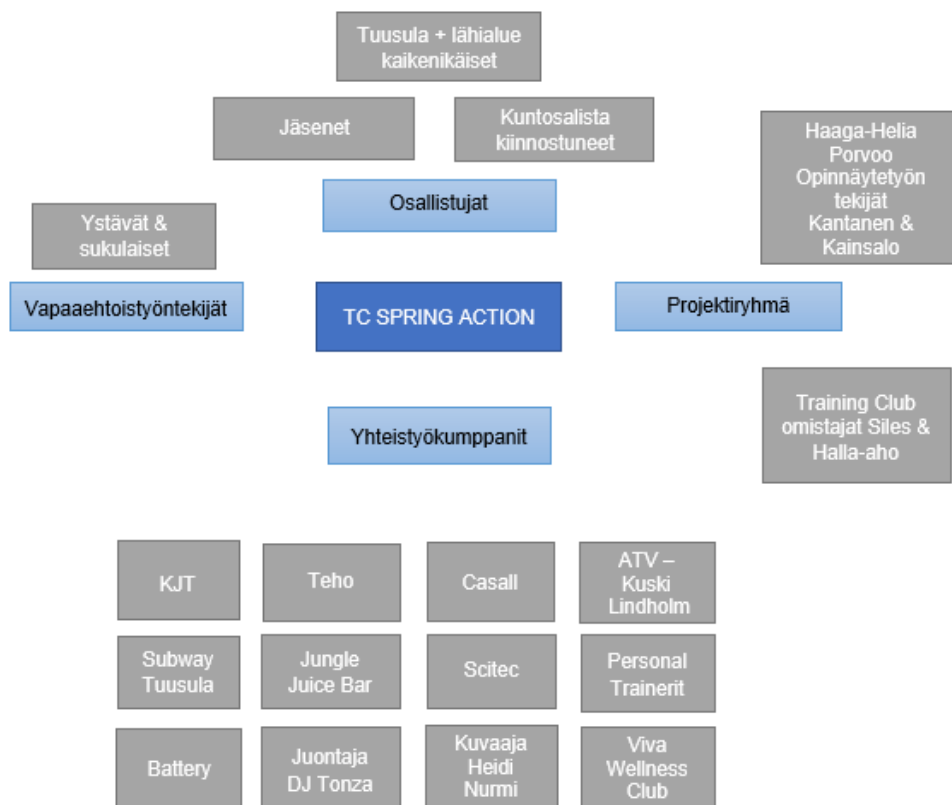 Tuusula + lähialue
kaikenikäiset
Jäsenet
Kuntosalista
kiinnostuneet
Haaga-Helia
Porvoo
Opinnäytetyön
tekijät
Kantanen &
Kainsalo
Osallistujat
Ystävät &
sukulaiset
Vapaaehtoistyöntekijät
TC SPRING ACTION
Projektiryhmä
Training Club
omistajat Siles &
Halla-aho
Yhteistyökumppanit
KJT
Teho
Casall
ATV –
Kuski
Lindholm
Subway
Tuusula
Jungle
Juice Bar
Scitec
Personal
Trainerit
Battery
Juontaja
DJ Tonza
Kuvaaja
Heidi
Nurmi
Viva
Wellness
Club